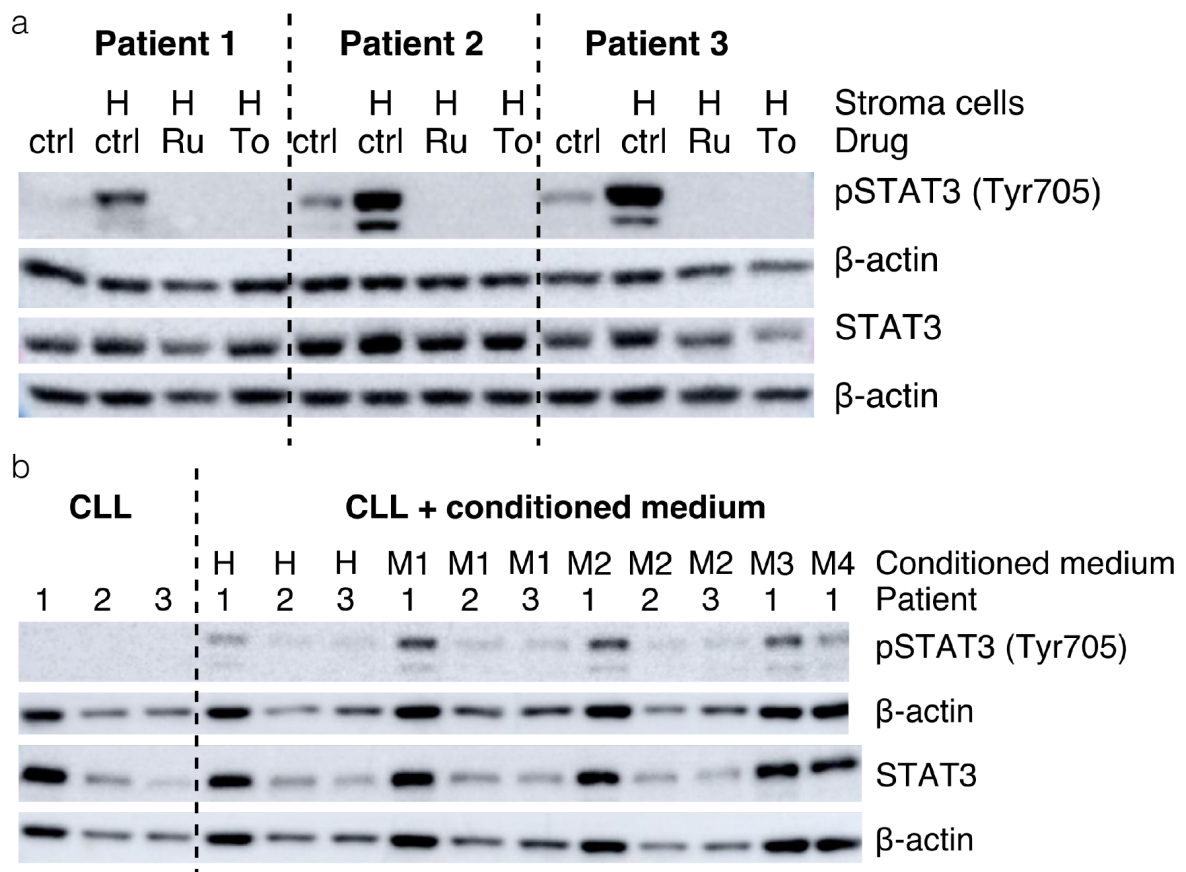 a
Patient 1 Patient 2 Patient 3
H H H H H H H H H Stroma cells
ctrl ctrl Ru To ctrl ctrl Ru To ctrl ctrl Ru To Drug
pSTAT3 (Tyr705)
β-actin
STAT3
β-actin
b
CLL CLL + conditioned medium
H H H M1 M1 M1 M2 M2 M2 M3 M4 Conditioned medium
1 2 3 1 2 3 1 2 3 1 2 3 1 1 Patient
pSTAT3 (Tyr705)
β-actin
STAT3
β-actin